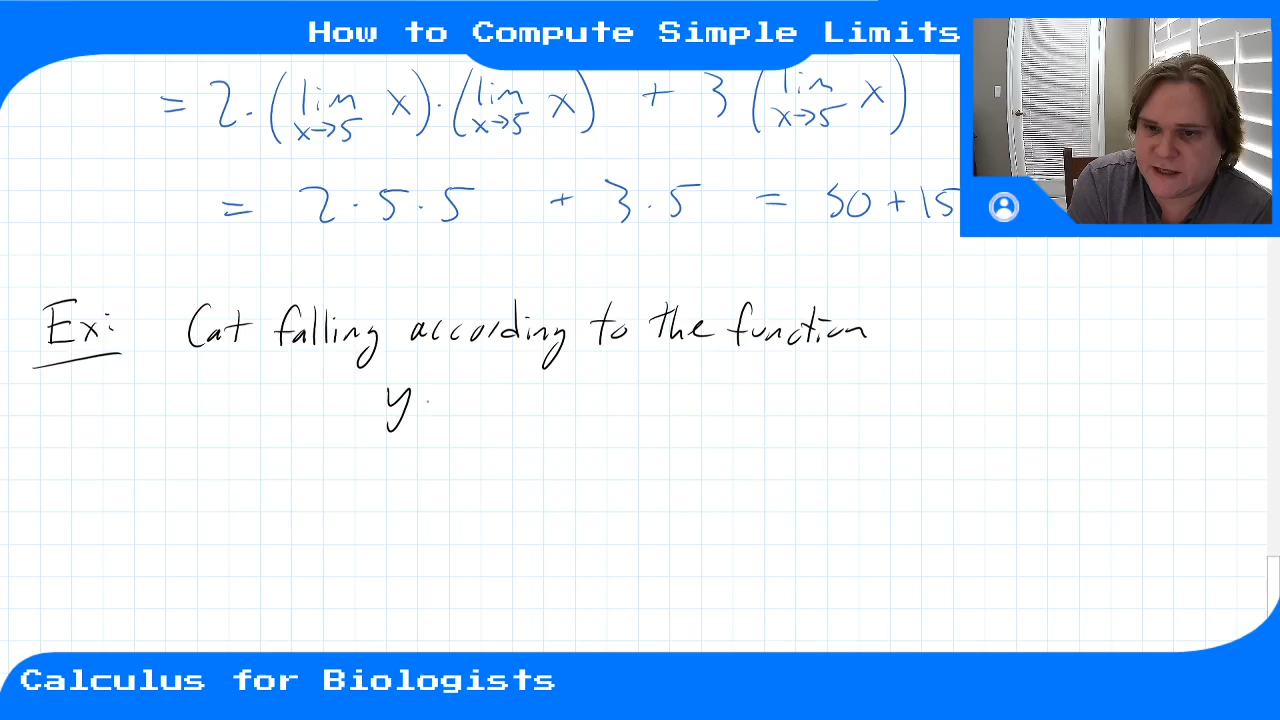 How to Compute Simple Limits
= 2 · (lim x→5 x) · (lim x→5 x) + 3 (lim x→5 x)
= 2 · 5 · 5 + 3 · 5 = 50 + 15
Ex: Cat falling according to the function
y
Calculus for Biologists